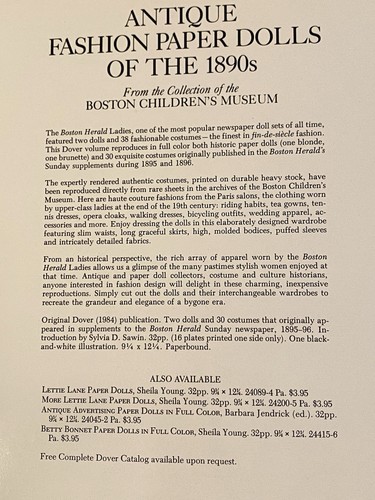 ANTIQUE
FASHION PAPER DOLLS
OF THE 1890s
From the Collection of the
BOSTON CHILDREN'S MUSEUM
The Boston Herald Ladies, one of the most popular newspaper doll sets of all time,
featured two dolls and 38 fashionable costumes—the finest in fin-de-siècle fashion.
This Dover volume reproduces in full color both historic paper dolls (one blonde,
one brunette) and 30 exquisite costumes originally published in the Boston Herald's
Sunday supplements during 1895 and 1896.
The expertly rendered authentic costumes, printed on durable heavy stock, have
been reproduced directly from rare sheets in the archives of the Boston Children's
Museum. Here are haute couture fashions from the Paris salons, the clothing worn
by upper-class ladies at the end of the 19th century: riding habits, tea gowns, ten-
nis dresses, opera cloaks, walking dresses, bicycling outfits, wedding apparel, ac-
cessories and more. Enjoy dressing the dolls in this elaborately designed wardrobe
featuring slim waists, long graceful skirts, high, molded bodices, puffed sleeves
and intricately detailed fabrics.
From an historical perspective, the rich array of apparel worn by the Boston
Herald Ladies allows us a glimpse of the many pastimes stylish women enjoyed at
that time. Antique and paper doll collectors, costume and culture historians,
anyone interested in fashion design will delight in these charming, inexpensive
reproductions. Simply cut out the dolls and their interchangeable wardrobes to
recreate the grandeur and elegance of a bygone era.
Original Dover (1984) publication. Two dolls and 30 costumes that originally ap-
peared in supplements to the Boston Herald Sunday newspaper, 1895–96. In-
troduction by Sylvia D. Sawin. 32pp. (16 plates printed one side only). One black-
and-white illustration. 9¼ x 12¼. Paperbound.
ALSO AVAILABLE
LETTIE LANE PAPER DOLLS, Sheila Young. 32pp. 9¼ × 12¼. 24089-4 Pa. $3.95
MORE LETTIE LANE PAPER DOLLS, Sheila Young. 32pp. 9¼ × 12¼. 24200-5 Pa. $3.95
ANTIQUE ADVERTISING PAPER DOLLS IN FULL COLOR, Barbara Jendrick (ed.). 32pp.
9¼ × 12¼. 24045-2 Pa. $3.95
BETTY BONNET PAPER DOLLS IN FULL COLOR, Sheila Young. 32pp. 9¼ × 12¼. 24415-6
Pa. $3.95
Free Complete Dover Catalog available upon request.